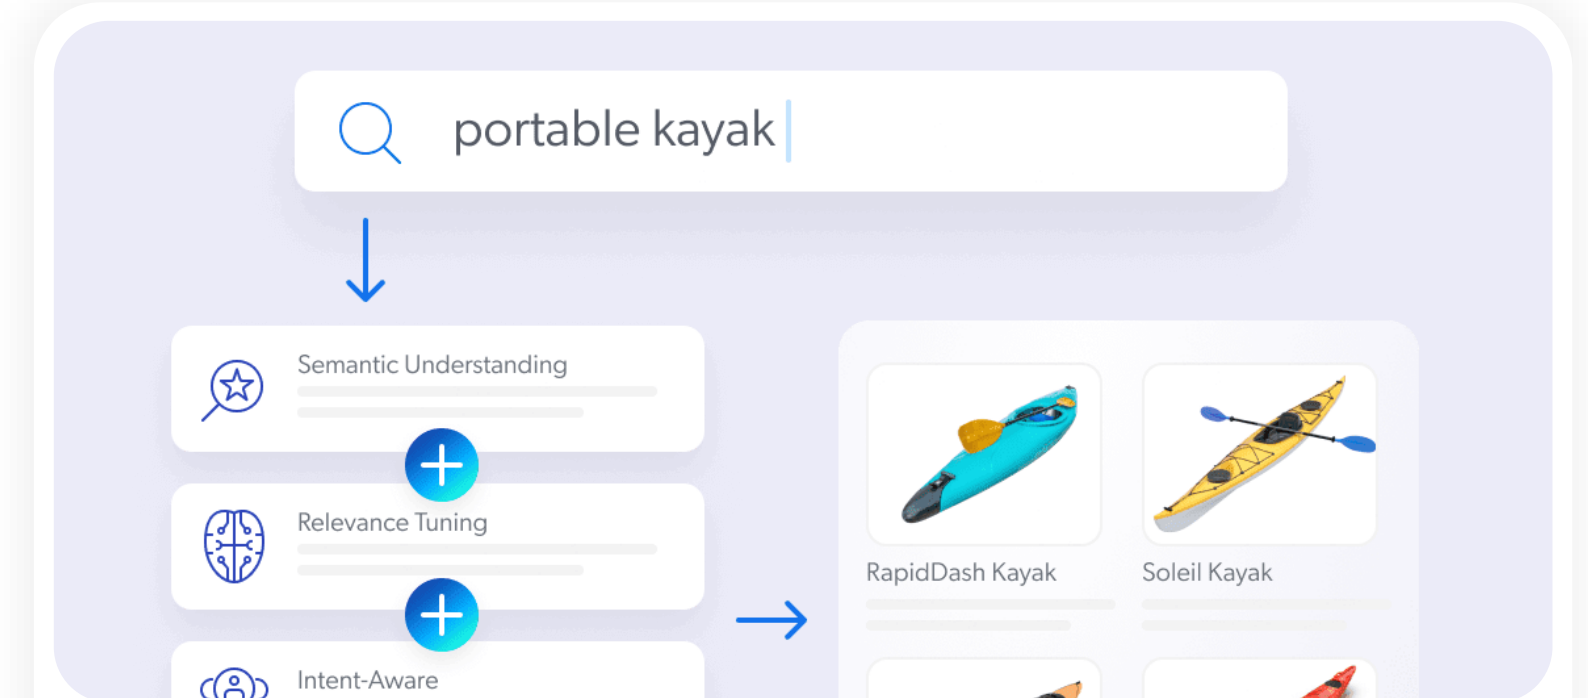 portable kayak
Semantic Understanding
Relevance Tuning
Intent-Aware
RapidDash Kayak
Soleil Kayak